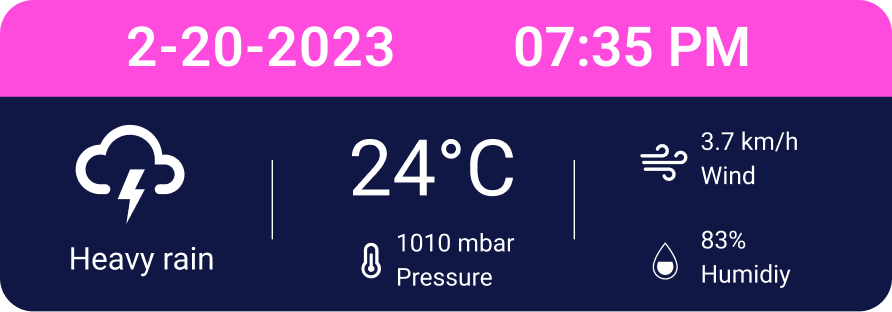 2-20-2023 07:35 PM
Heavy rain
24°C
1010 mbar
Pressure
3.7 km/h
Wind
83%
Humidiy